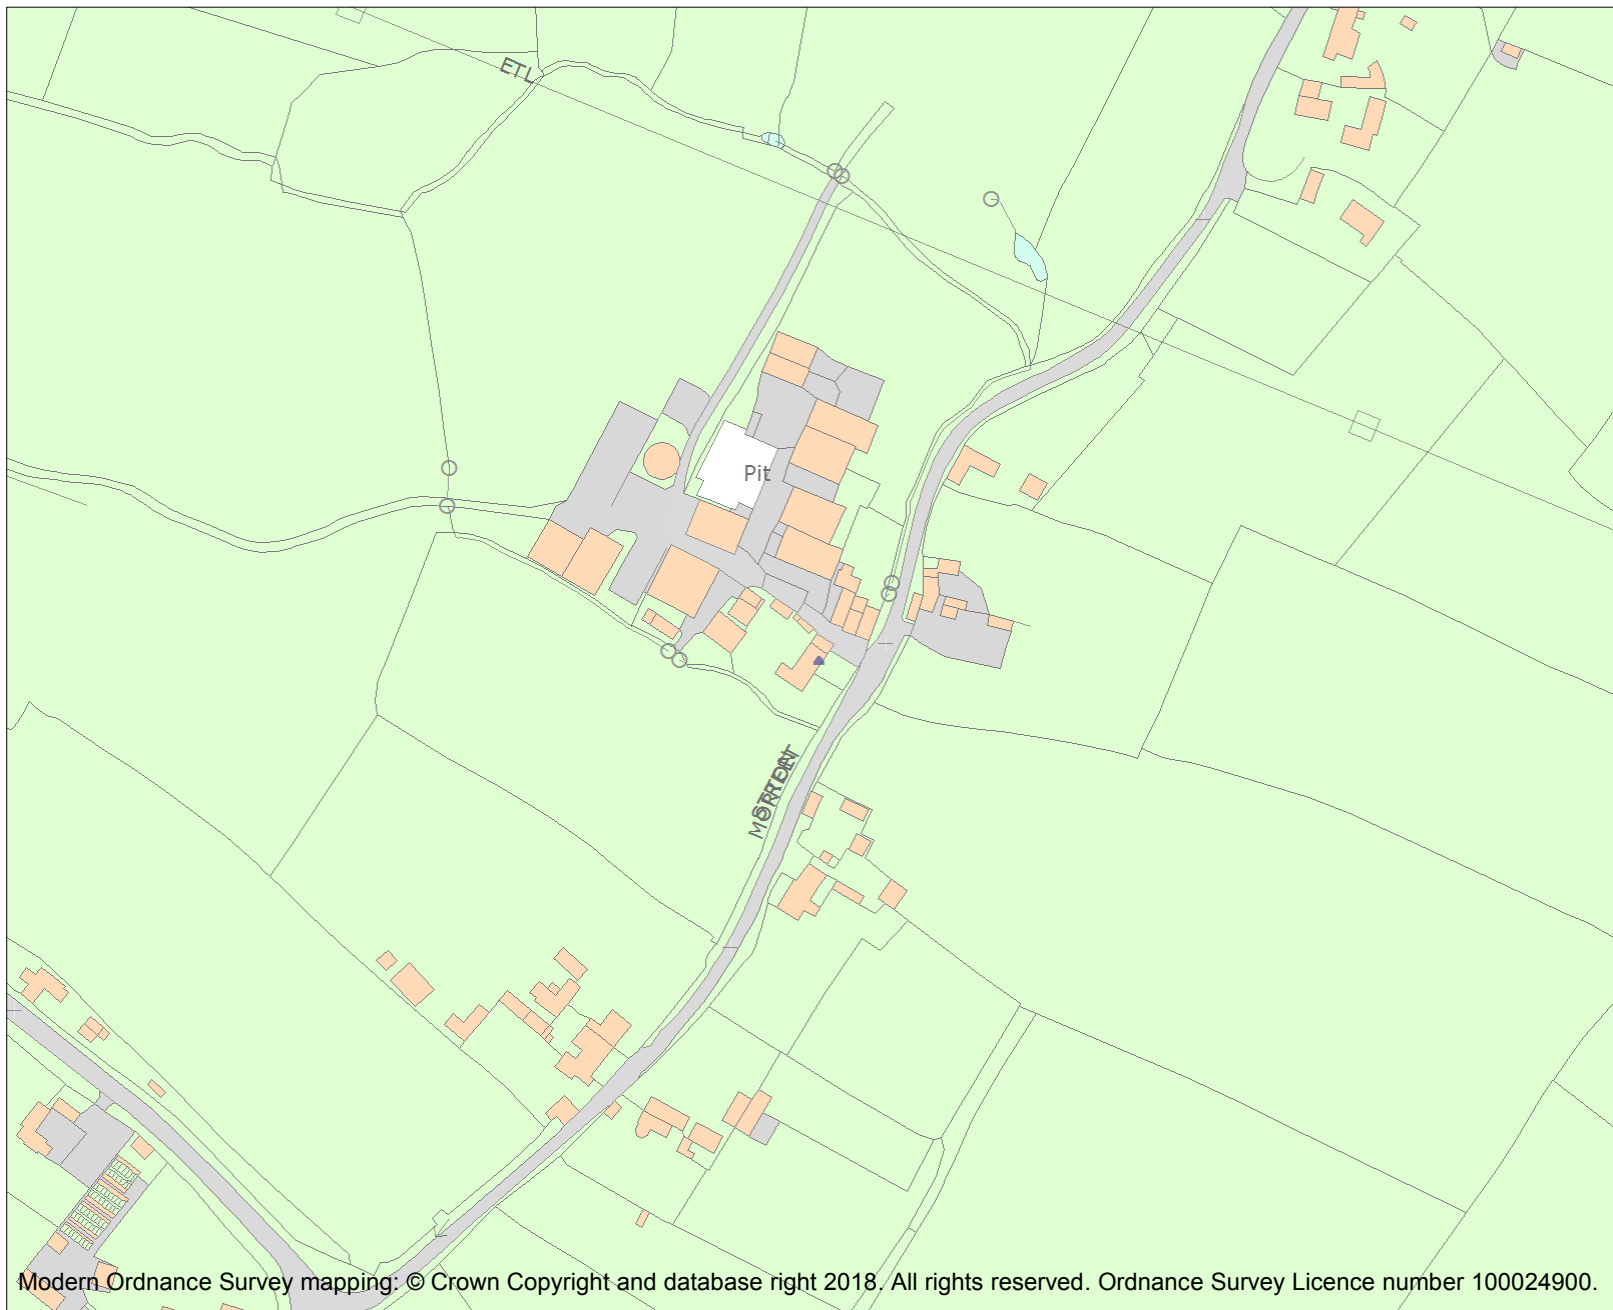 ETL
Pit
Modern Ordnance Survey mapping: © Crown Copyright and database right 2018. All rights reserved. Ordnance Survey Licence number 100024900.